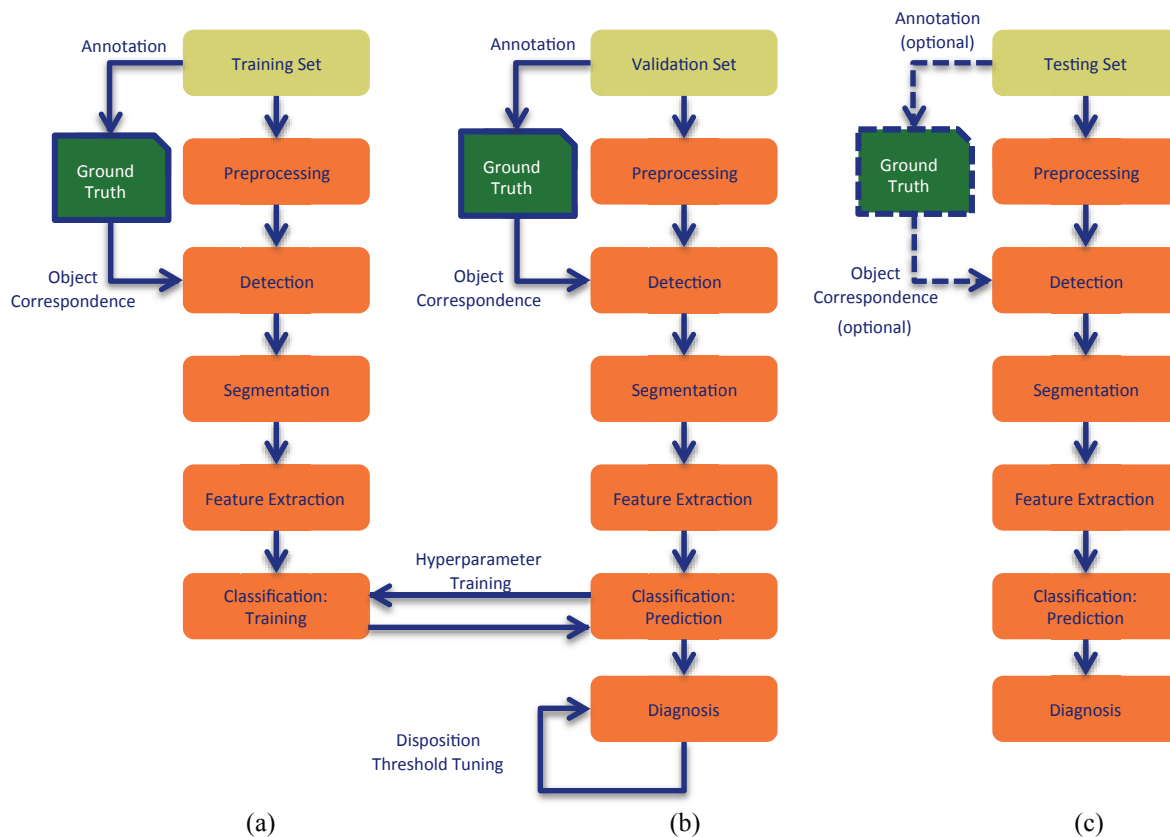 Annotation
Training Set
Ground
Truth
Preprocessing
Object
Correspondence
Detection
Segmentation
Feature Extraction
Classification:
Training
Hyperparameter
Training
(a)
Annotation
Validation Set
Ground
Truth
Preprocessing
Object
Correspondence
Detection
Segmentation
Feature Extraction
Classification:
Prediction
Diagnosis
Disposition
Threshold Tuning
(b)
Annotation
(optional)
Testing Set
Ground
Truth
Preprocessing
Object
Correspondence
(optional)
Detection
Segmentation
Feature Extraction
Classification:
Prediction
Diagnosis
(c)